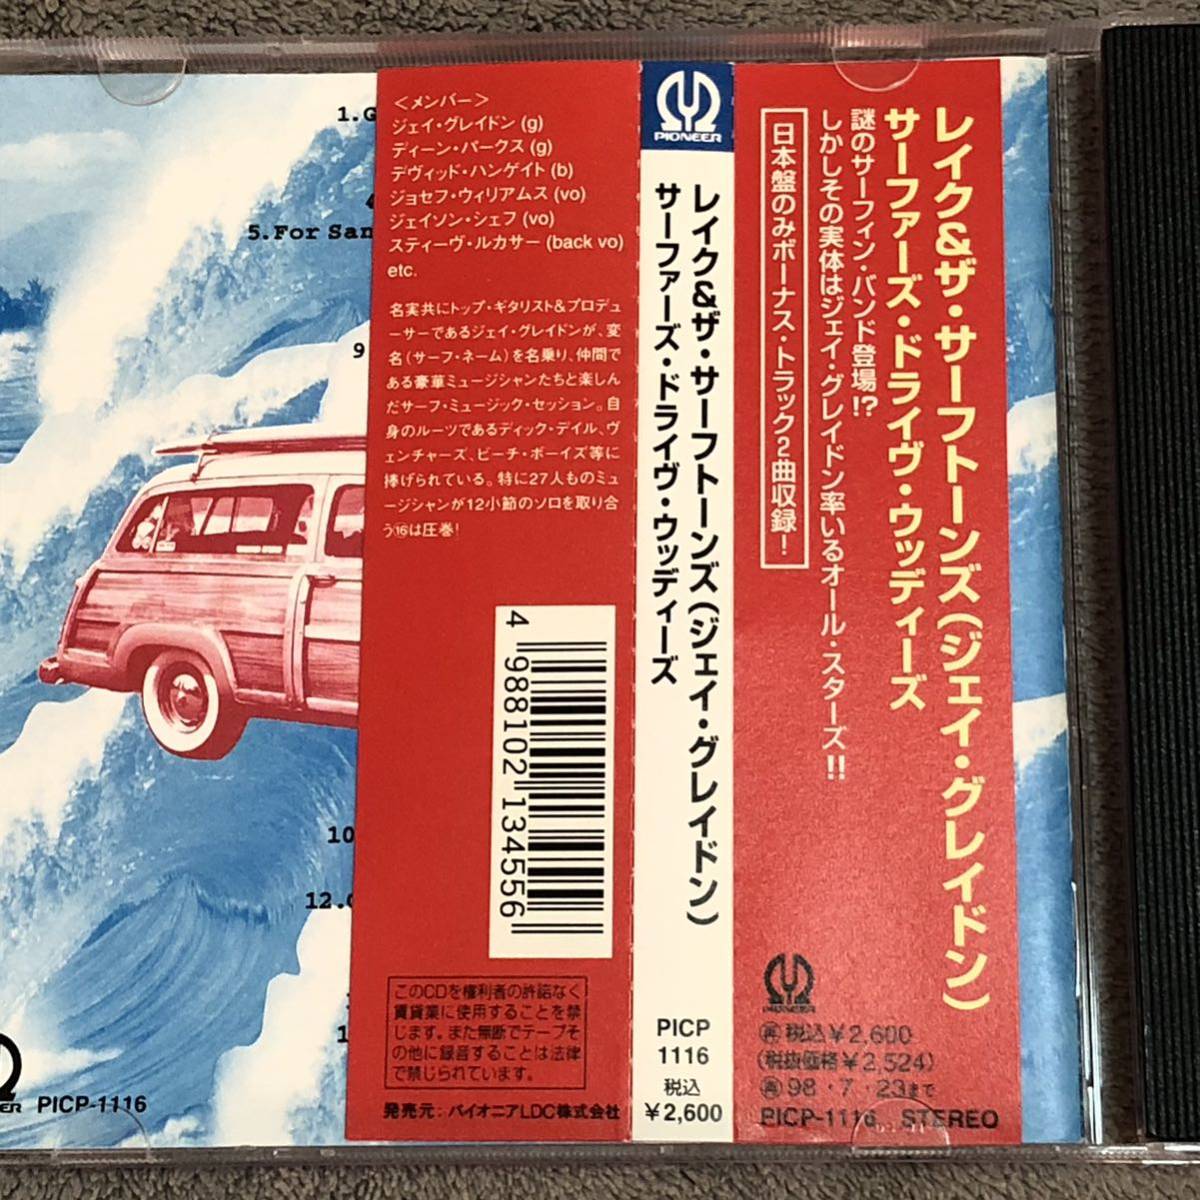 1.G
5.For San
9
10
12.
1
PICP-1116
＜メンバー＞
ジェイ・グレイドン (g)
ディーン・パークス (g)
デヴィッド・ハンゲイト (b)
ジョセフ・ウィリアムス (vo)
ジェイソン・シェフ (vo)
スティーヴ・ルカサー (back vo)
etc.
名実共にトップ・ギタリスト&プロデュ
ーサーであるジェイ・グレイドンが、変
名（サーフ・ネーム）を名乗り、仲間で
ある豪華ミュージシャンたちと楽しん
だサーフ・ミュージック・セッション。自
身のルーツであるディック・デイル、ヴ
ェンチャーズ、ビーチ・ボーイズ等に
捧げられている。特に27人ものミュ
ージシャンが12小節のソロを取り合
う⑯は圧巻!
4 988102 134556
このCDを権利者の許諾なく
賃貸業に使用することを禁
じます。また無断でテープそ
の他に録音することは法律
で禁じられています。
発売元：パイオニアLDC株式会社
PIONEER
レイク&ザ・サーフトーンズ(ジェイ・グレイドン)
サーファーズ・ドライヴ・ウッディーズ
PICP
1116
税込
￥2,600
レイク&ザ・サーフトーンズ(ジェイ・グレイドン)
サーファーズ・ドライヴ・ウッディーズ
謎のサーフィン・バンド登場!?
しかしその実体はジェイ・グレイドン率いるオール・スターズ!!
日本盤のみボーナス・トラック2曲収録!
PIONEER
税込￥2,600
(税抜価格￥2,524)
98・7・23まで
PICP-1116 STEREO